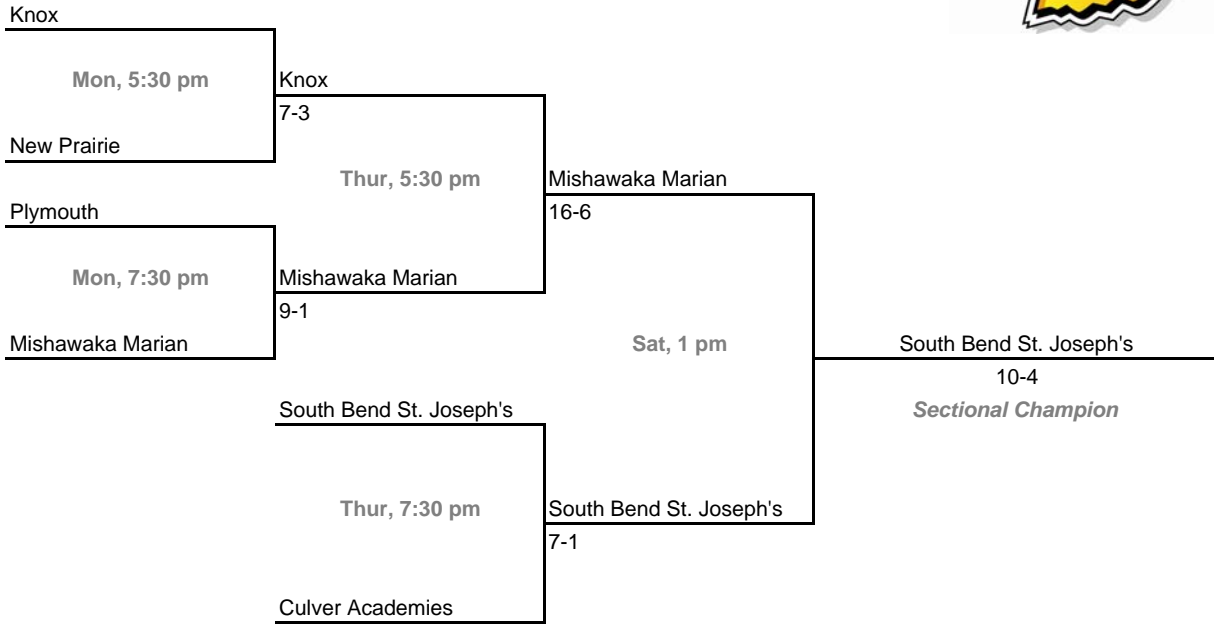 Knox
Mon, 5:30 pm
Knox
7-3
New Prairie
Thur, 5:30 pm
Mishawaka Marian
Plymouth
16-6
Mon, 7:30 pm
Mishawaka Marian
9-1
Mishawaka Marian
Sat, 1 pm
South Bend St. Joseph's
10-4
South Bend St. Joseph's
Sectional Champion
Thur, 7:30 pm
South Bend St. Joseph's
7-1
Culver Academies